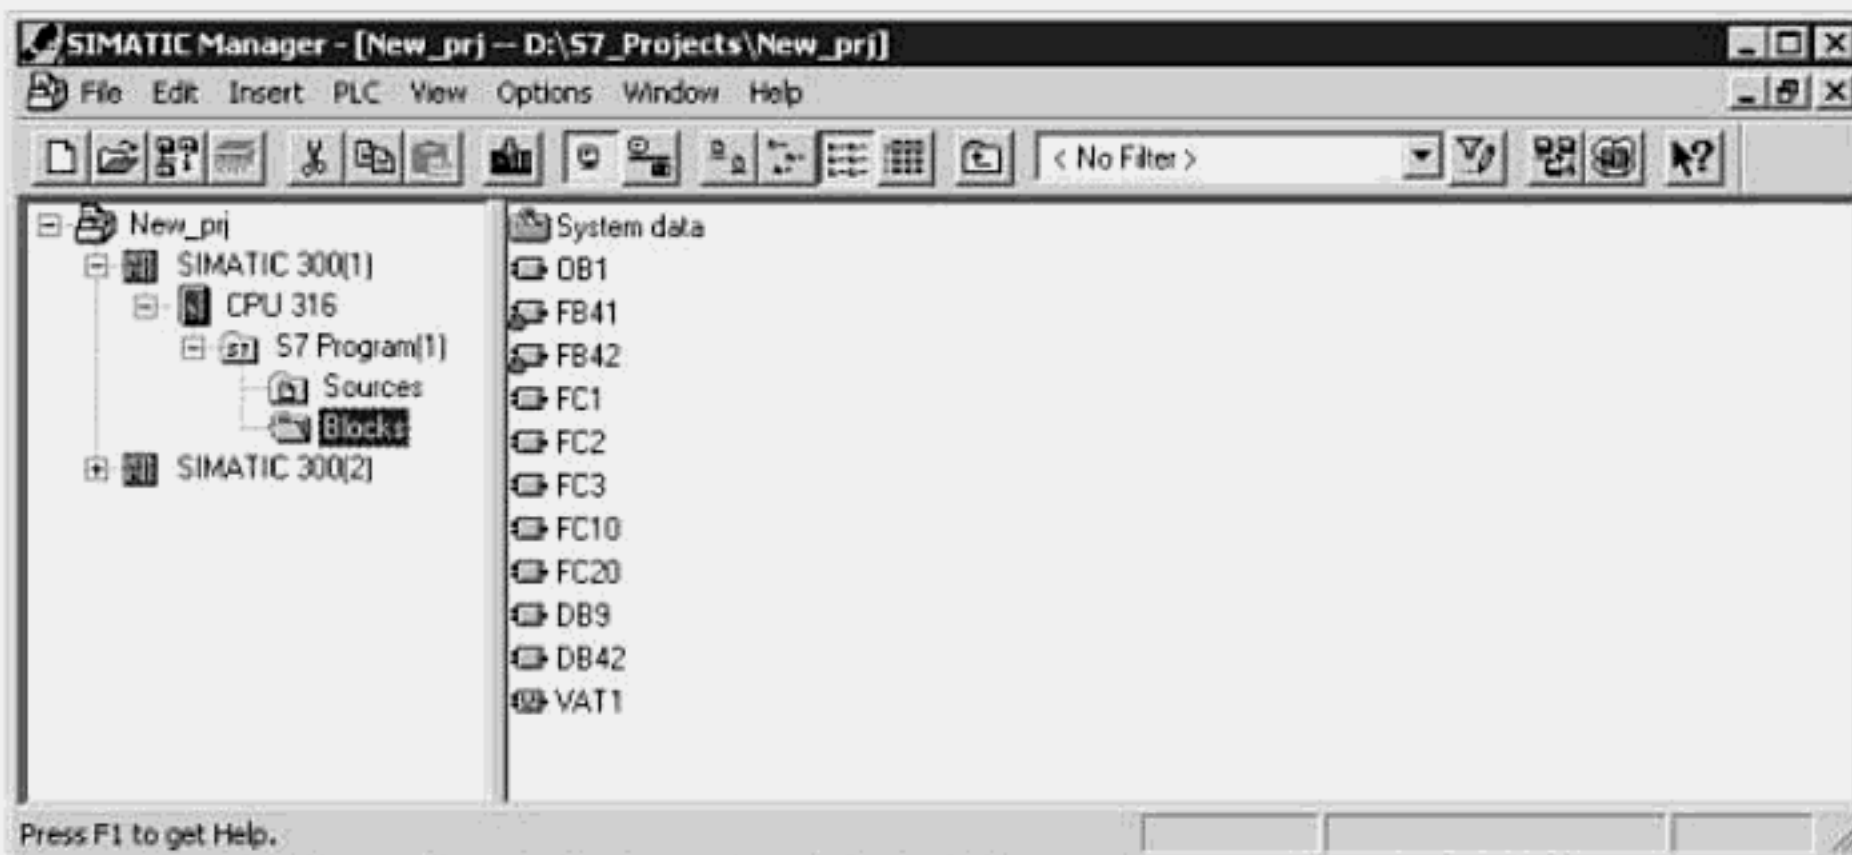 SIMATIC Manager - [New_prj -- D:\S7_Projects\New_prj]
File Edit Insert PLC View Options Window Help
< No Filter >
New_prj
SIMATIC 300(1)
CPU 316
S7 Program(1)
Sources
Blocks
SIMATIC 300(2)
System data
OB1
FB41
FB42
FC1
FC2
FC3
FC10
FC20
DB9
DB42
VAT1
Press F1 to get Help.